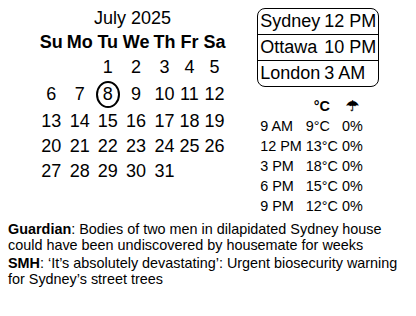 July 2025
Su Mo Tu We Th Fr Sa
1 2 3 4 5
6 7 8 9 10 11 12
13 14 15 16 17 18 19
20 21 22 23 24 25 26
27 28 29 30 31
Sydney 12 PM
Ottawa 10 PM
London 3 AM
°C ☂
9 AM 9°C 0%
12 PM 13°C 0%
3 PM 18°C 0%
6 PM 15°C 0%
9 PM 12°C 0%
Guardian: Bodies of two men in dilapidated Sydney house
could have been undiscovered by housemate for weeks
SMH: ‘It’s absolutely devastating’: Urgent biosecurity warning
for Sydney’s street trees